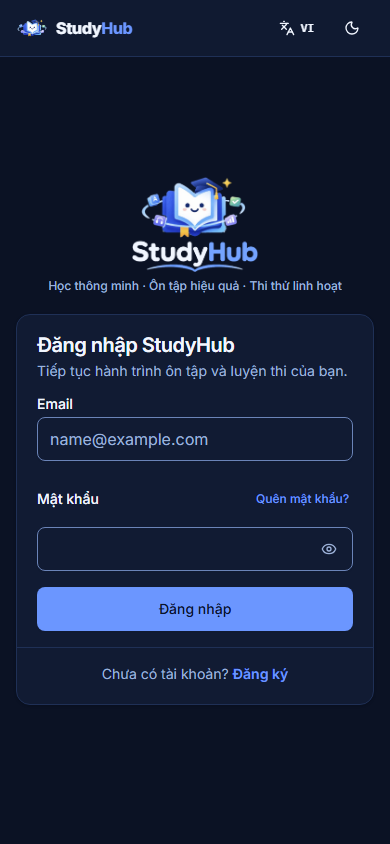 StudyHub
VI
StudyHub
Học thông minh · Ôn tập hiệu quả · Thi thử linh hoạt
Đăng nhập StudyHub
Tiếp tục hành trình ôn tập và luyện thi của bạn.
Email
name@example.com
Mật khẩu
Quên mật khẩu?
Đăng nhập
Chưa có tài khoản? Đăng ký